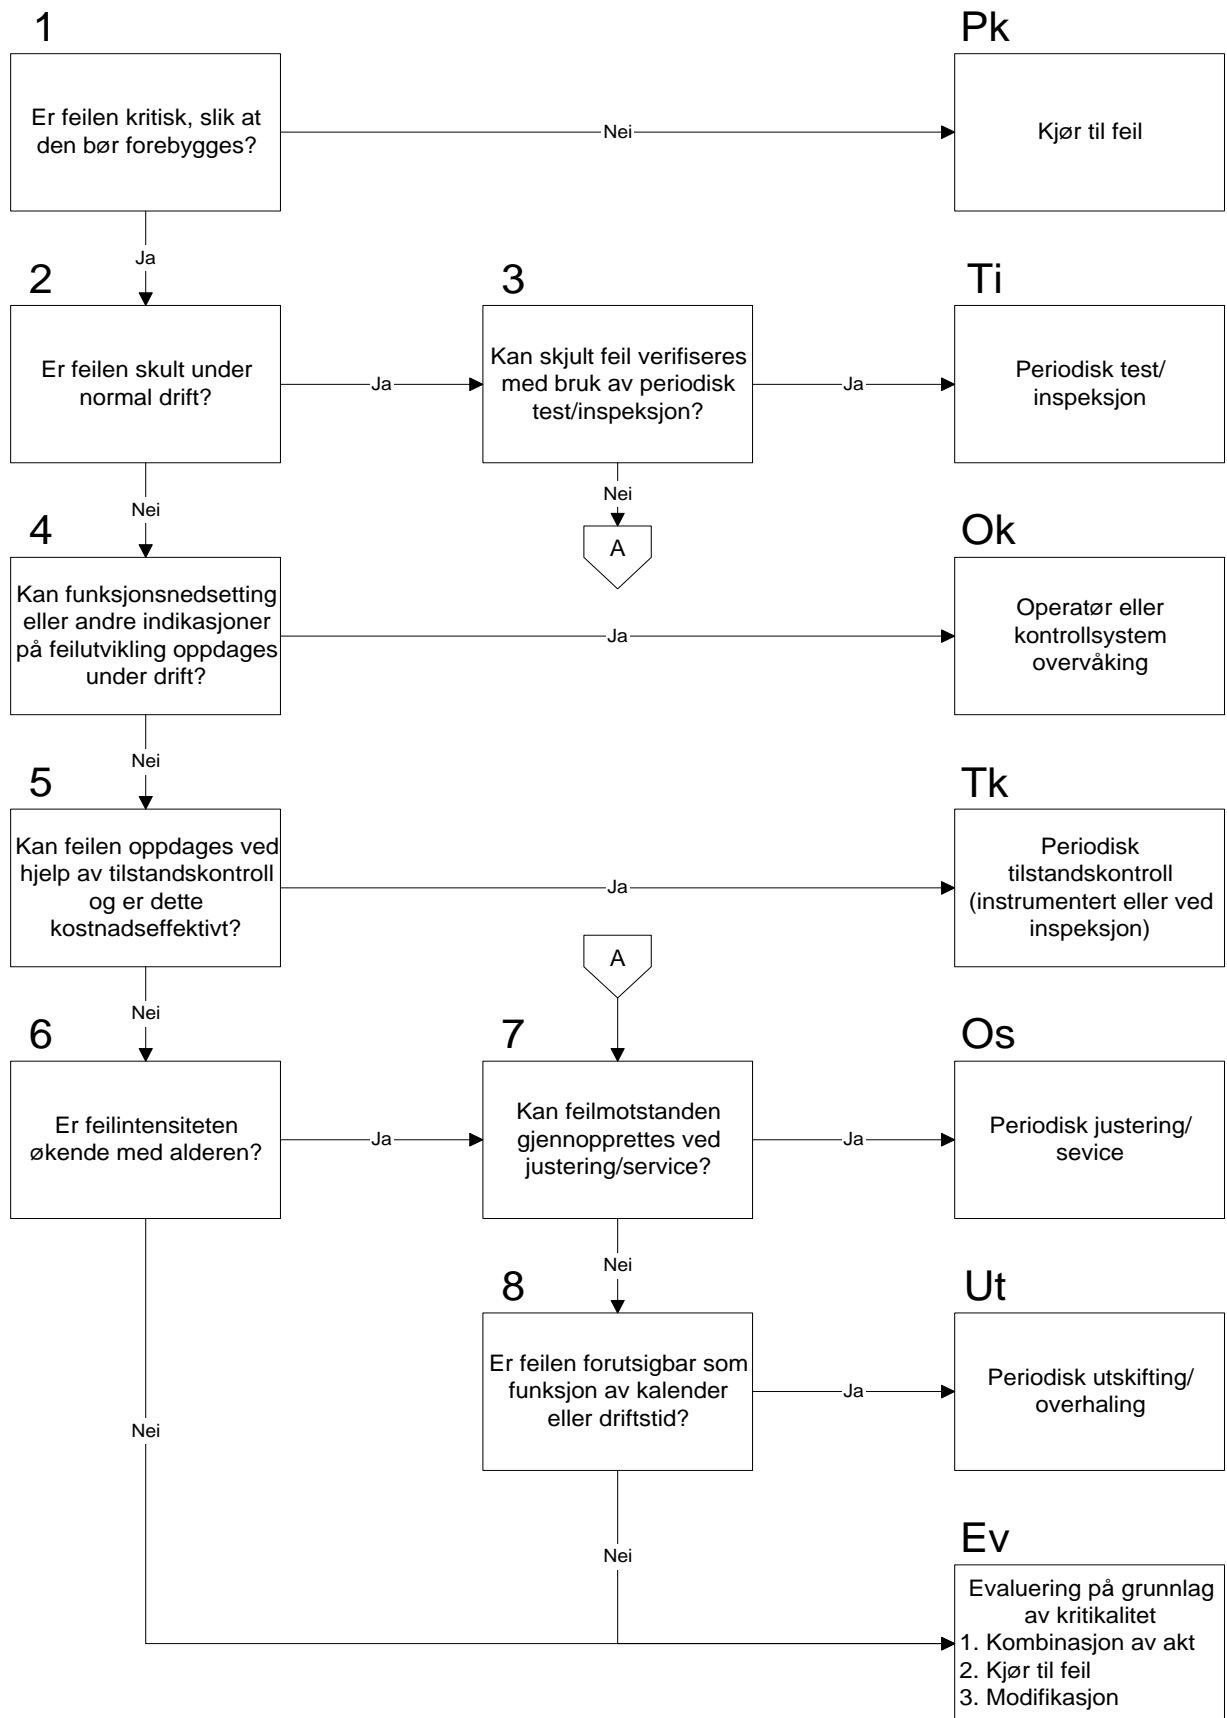 1
Er feilen kritisk, slik at
den bør forebygges?
Nei
Pk
Kjør til feil
Ja
2
Er feilen skult under
normal drift?
Ja
3
Kan skjult feil verifiseres
med bruk av periodisk
test/inspeksjon?
Ja
Ti
Periodisk test/
inspeksjon
Nei
Nei
A
4
Kan funksjonsnedsetting
eller andre indikasjoner
på feilutvikling oppdages
under drift?
Ja
Ok
Operatør eller
kontrollsystem
overvåking
Nei
5
Kan feilen oppdages ved
hjelp av tilstandskontroll
og er dette
kostnadseffektivt?
Ja
Tk
Periodisk
tilstandskontroll
(instrumentert eller ved
inspeksjon)
A
Nei
6
Er feilintensiteten
økende med alderen?
Ja
7
Kan feilmotstanden
gjennopprettes ved
justering/service?
Ja
Os
Periodisk justering/
sevice
Nei
8
Er feilen forutsigbar som
funksjon av kalender
eller driftstid?
Ja
Ut
Periodisk utskifting/
overhaling
Nei
Nei
Ev
Evaluering på grunnlag
av kritikalitet
1. Kombinasjon av akt
2. Kjør til feil
3. Modifikasjon